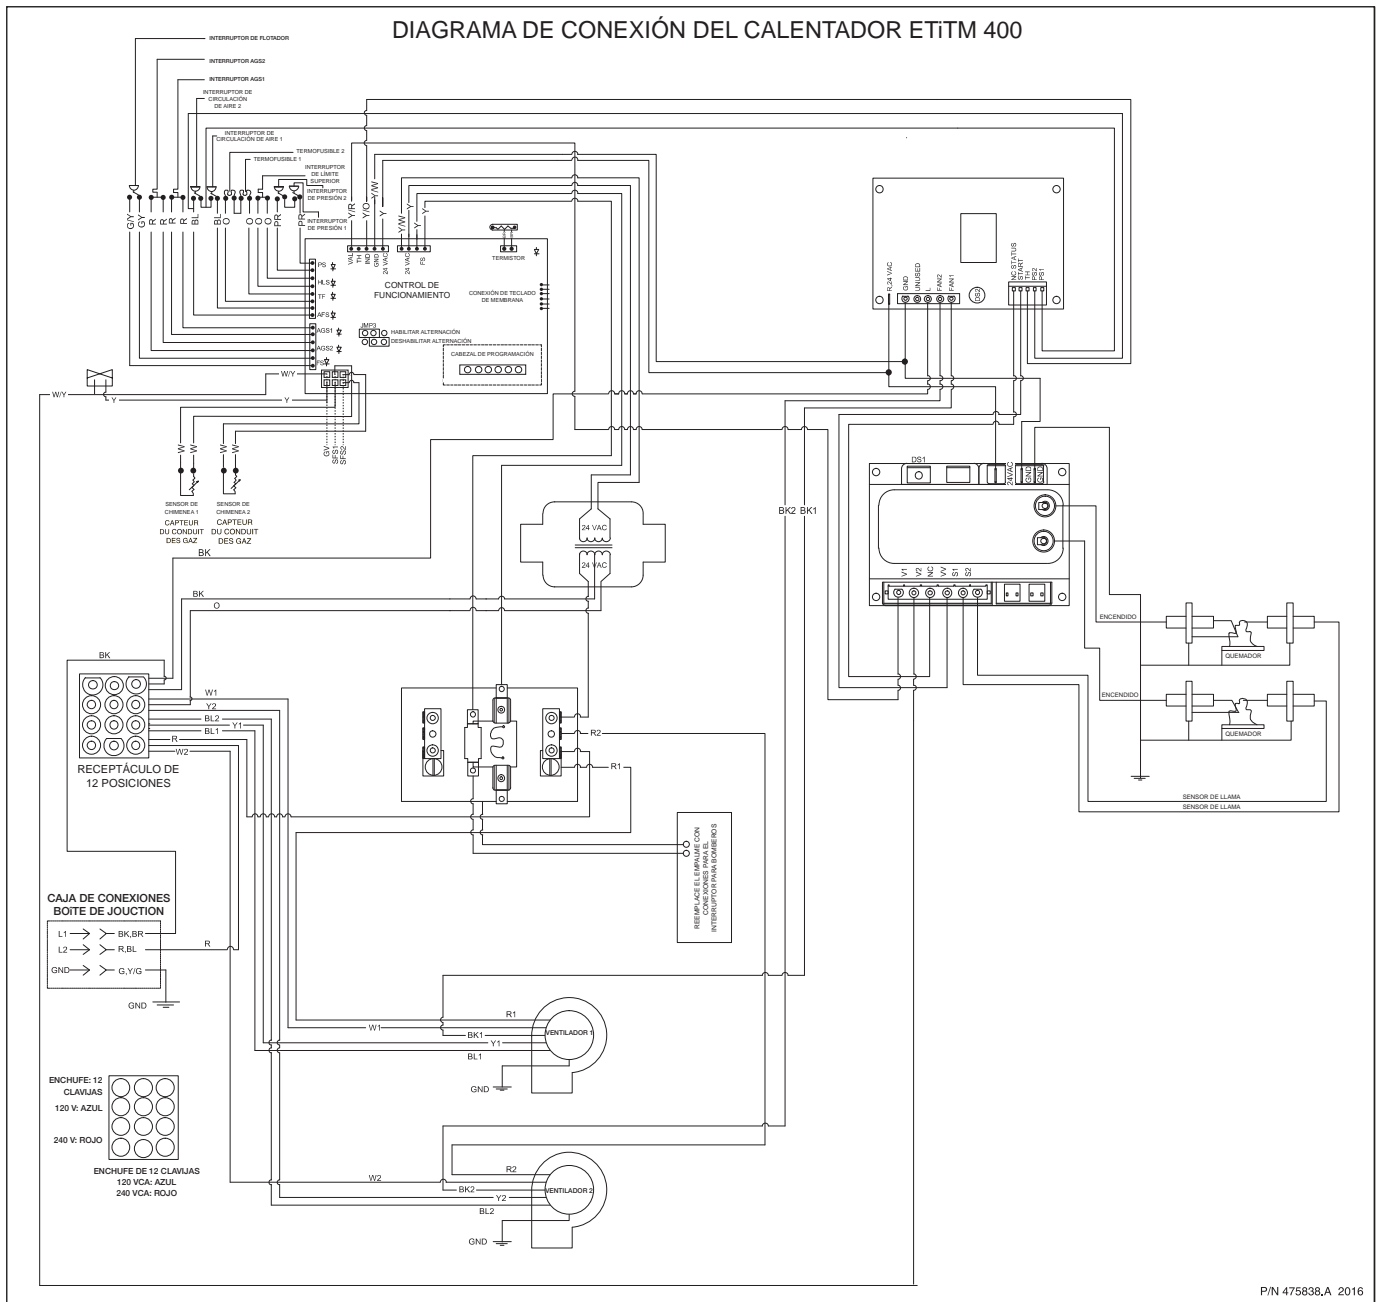 DIAGRAMA DE CONEXIÓN DEL CALENTADOR ETiTM 400
INTERRUPTOR DE FLOTADOR
INTERRUPTOR AGS2
INTERRUPTOR AGS1
INTERRUPTOR DE
CIRCULACIÓN
DE AIRE 2
INTERRUPTOR DE
CIRCULACIÓN DE AIRE 1
TERMOFUSIBLE 2
TERMOFUSIBLE 1
INTERRUPTOR
DE LÍMITE
SUPERIOR
INTERRUPTOR
DE PRESIÓN 2
INTERRUPTOR
DE PRESIÓN 1
G/Y
GY
R
R
R
R
BL
BL
O
O
O
O
PR
PR
Y/R
Y/O
Y/W
Y
Y/W
Y
Y
Y
VAL
TH
IND
GND
24 VAC
24 VAC
FS
TERMISTOR
PS
HLS
TF
AFS
AGS1
AGS2
FS
CONTROL DE
FUNCIONAMIENTO
CONEXIÓN DE TECLADO
DE MEMBRANA
JMP3
HABILITAR ALTERNACIÓN
DESHABILITAR ALTERNACIÓN
CABEZAL DE PROGRAMACIÓN
W/Y
W/Y
Y
Y
GV
SFS1
SFS2
W
W
W
W
SENSOR DE
CHIMENEA 1
CAPTEUR
DU CONDUIT
DES GAZ
SENSOR DE
CHIMENEA 2
CAPTEUR
DU CONDUIT
DES GAZ
R,24 VAC
GND
UNUSED
L
FAN2
FAN1
DS2
NC STATUS
START
TH
PS2
PS1
DS1
24VAC
GND
GND
V1
V2
NC
VV
S1
S2
BK2
BK1
24 VAC
24 VAC
BK
BK
O
BK
W1
Y2
BL2
Y1
BL1
R
W2
RECEPTÁCULO DE
12 POSICIONES
R2
R1
ENCENDIDO
QUEMADOR
ENCENDIDO
QUEMADOR
SENSOR DE LLAMA
SENSOR DE LLAMA
REEMPLACE EL EMPALME CON
CONEXIONES PARA EL
INTERRUPTOR PARA BOMBEROS
CAJA DE CONEXIONES
BOiTE DE JOUCTION
L1
BK,BR
L2
R,BL
R
GND
G,Y/G
GND
R1
W1
BK1
Y1
BL1
VENTILADOR 1
GND
ENCHUFE: 12
CLAVIJAS
120 V: AZUL
240 V: ROJO
ENCHUFE DE 12 CLAVIJAS
120 VCA: AZUL
240 VCA: ROJO
R2
W2
BK2
Y2
BL2
VENTILADOR 2
GND
P/N 475838.A 2016